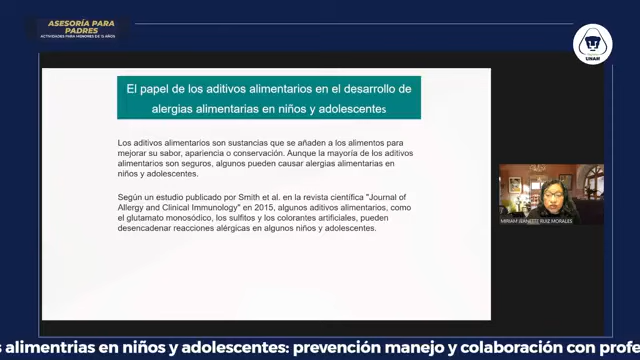 ASESORÍA PARA
PADRES
ACTIVIDADES PARA MENORES DE 15 AÑOS
UNAM
El papel de los aditivos alimentarios en el desarrollo de
alergias alimentarias en niños y adolescentes
Los aditivos alimentarios son sustancias que se añaden a los alimentos para
mejorar su sabor, apariencia o conservación. Aunque la mayoría de los aditivos
alimentarios son seguros, algunos pueden causar alergias alimentarias en
niños y adolescentes.
Según un estudio publicado por Smith et al. en la revista científica "Journal of
Allergy and Clinical Immunology" en 2015, algunos aditivos alimentarios, como
el glutamato monosódico, los sulfitos y los colorantes artificiales, pueden
desencadenar reacciones alérgicas en algunos niños y adolescentes.
MIRIAM JEANETTE RUIZ MORALES
s alimentrias en niños y adolescentes: prevención manejo y colaboración con profe